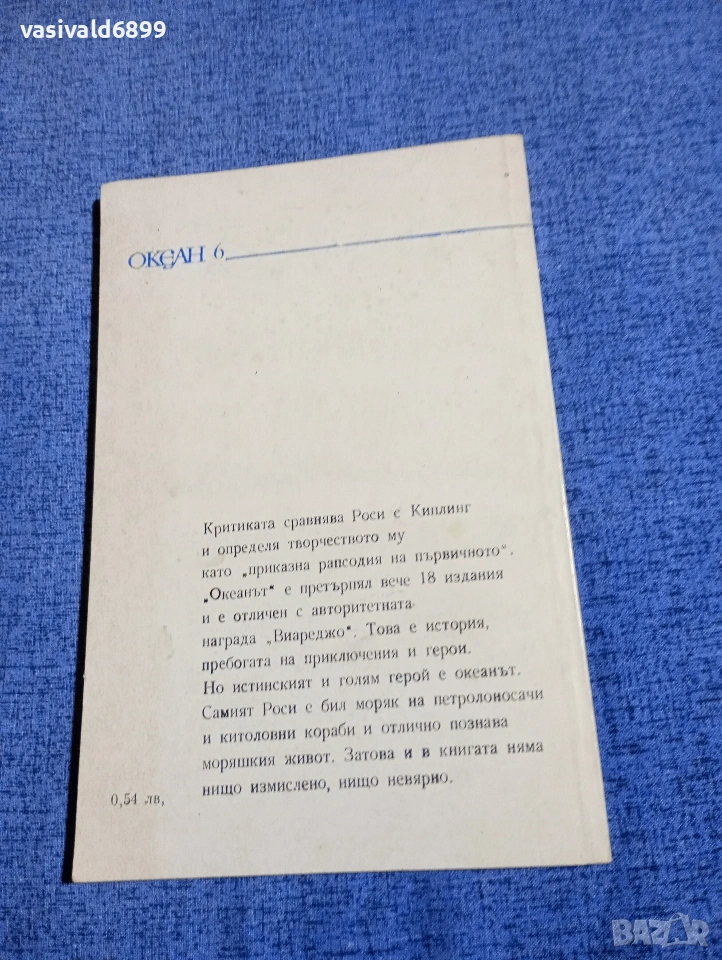 vasivald6899
ОКЕАН 6
Критиката сравнява Роси с Киплинг
и определя творчеството му
като „приказна рапсодия на първичното“.
„Океанът“ е претърпял вече 18 издания
и е отличен с авторитетната
награда „Виареджо“. Това е история,
пребогата на приключения и герои.
Но истинският и голям герой е океанът.
Самият Роси е бил моряк на петролоносачи
и китоловни кораби и отлично познава
моряшкия живот. Затова и в книгата няма
нищо измислено, нищо невярно.
0,54 лв,
BAZAR